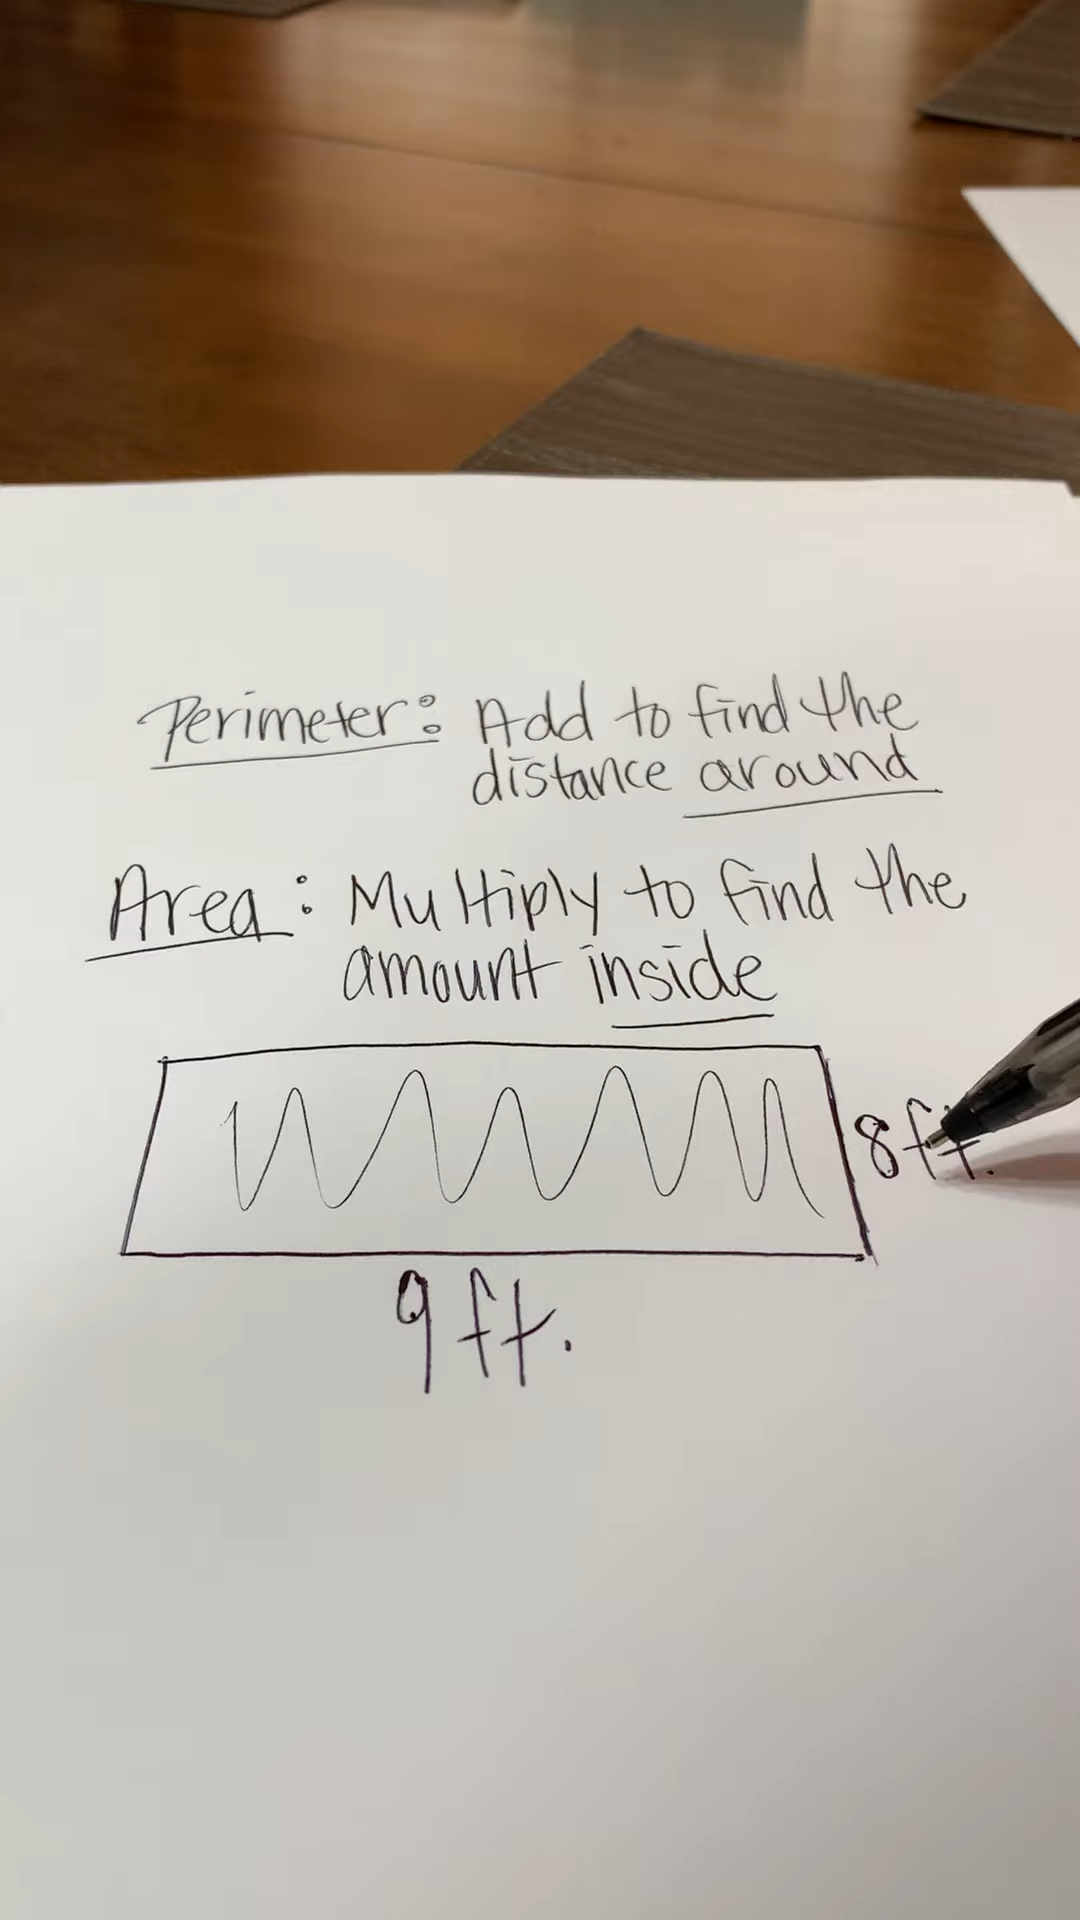 Perimeter: Add to find the
distance around
Area: Multiply to find the
amount inside
8ft.
9ft.